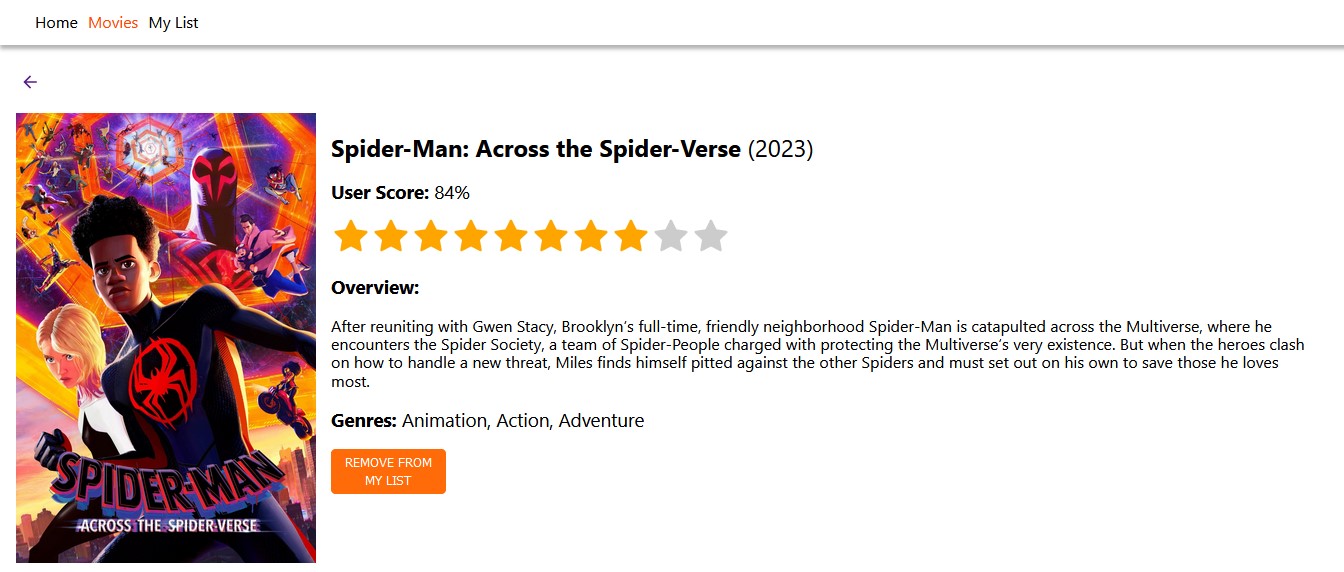 Home Movies My List
Spider-Man: Across the Spider-Verse (2023)
User Score: 84%
Overview:
After reuniting with Gwen Stacy, Brooklyn’s full-time, friendly neighborhood Spider-Man is catapulted across the Multiverse, where he
encounters the Spider Society, a team of Spider-People charged with protecting the Multiverse’s very existence. But when the heroes clash
on how to handle a new threat, Miles finds himself pitted against the other Spiders and must set out on his own to save those he loves
most.
Genres: Animation, Action, Adventure
REMOVE FROM
MY LIST
SPIDER-MAN
ACROSS THE SPIDER-VERSE